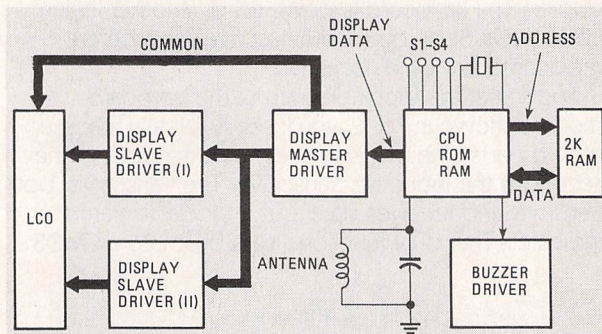 DISPLAY
DATA
S1-S4
ADDRESS
COMMON
LCO
DISPLAY
SLAVE
DRIVER (I)
DISPLAY
MASTER
DRIVER
CPU
ROM
RAM
2K
RAM
DATA
DISPLAY
SLAVE
DRIVER (II)
ANTENNA
BUZZER
DRIVER